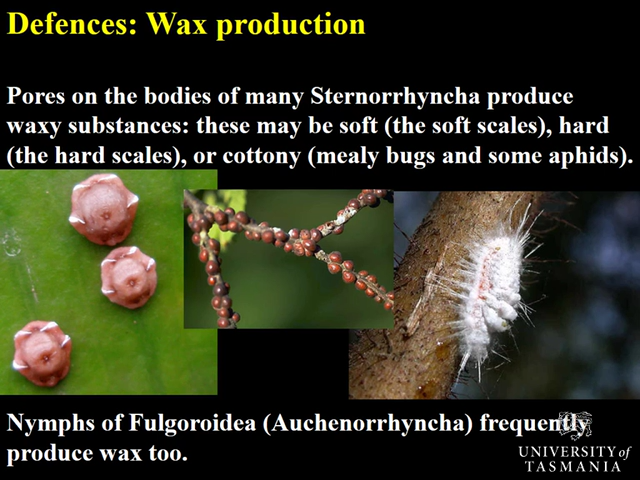 Defences: Wax production
Pores on the bodies of many Sternorrhyncha produce
waxy substances: these may be soft (the soft scales), hard
(the hard scales), or cottony (mealy bugs and some aphids).
Nymphs of Fulgoroidea (Auchenorrhyncha) frequently
produce wax too.
UNIVERSITY of
TASMANIA